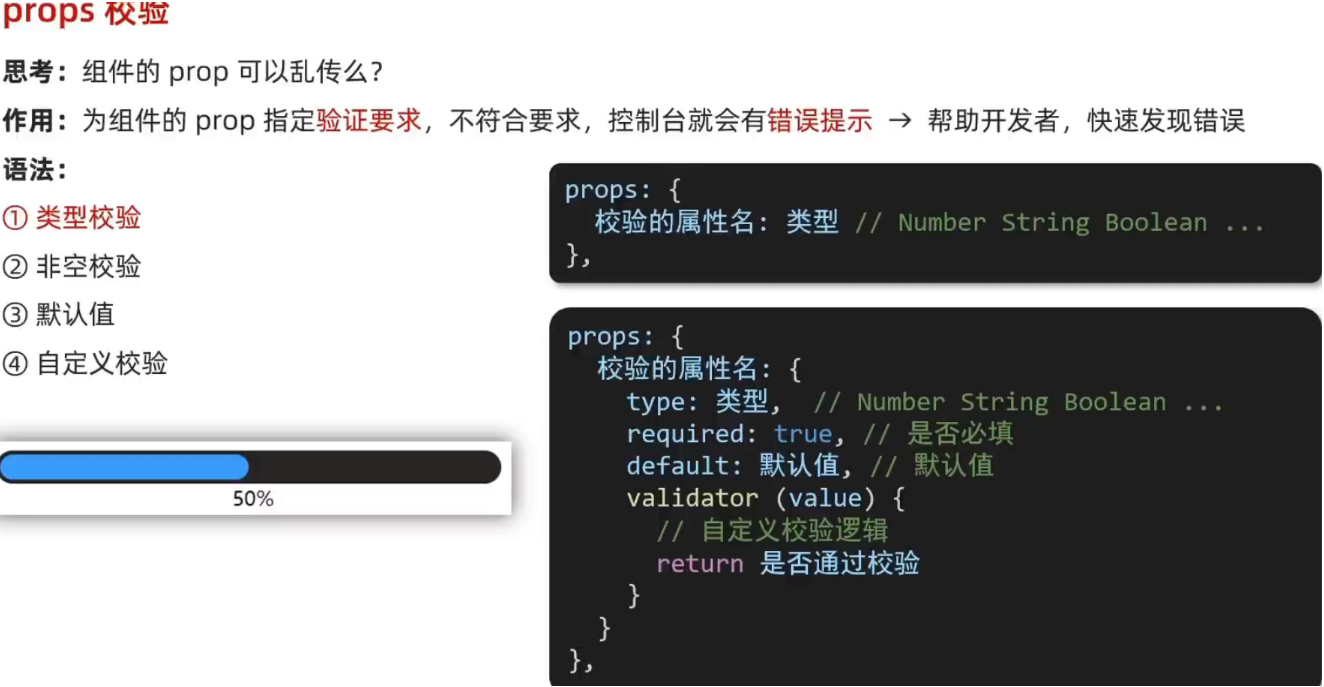 props 校验
思考：组件的 prop 可以乱传么？
作用：为组件的 prop 指定验证要求，不符合要求，控制台就会有错误提示 → 帮助开发者，快速发现错误
语法：
① 类型校验
② 非空校验
③ 默认值
④ 自定义校验
50%
props: {
校验的属性名: 类型 // Number String Boolean ...
},
props: {
校验的属性名: {
type: 类型, // Number String Boolean ...
required: true, // 是否必填
default: 默认值, // 默认值
validator (value) {
// 自定义校验逻辑
return 是否通过校验
}
}
},